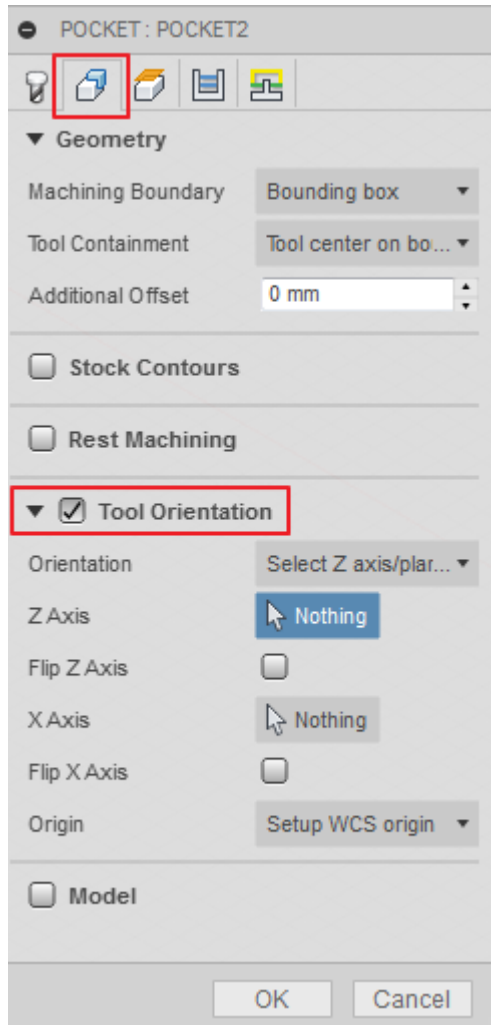 POCKET : POCKET2
Geometry
Machining Boundary Bounding box
Tool Containment Tool center on bo...
Additional Offset 0 mm
Stock Contours
Rest Machining
Tool Orientation
Orientation Select Z axis/plar...
Z Axis Nothing
Flip Z Axis
X Axis Nothing
Flip X Axis
Origin Setup WCS origin
Model
OK Cancel